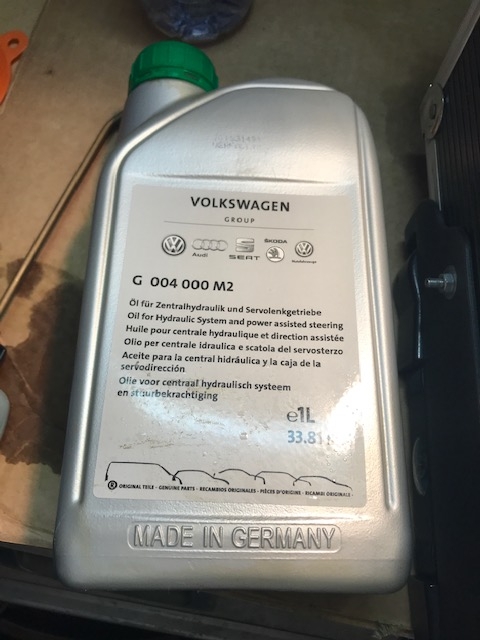 VOLKSWAGEN
GROUP
Audi
SEAT
ŠKODA
G 004 000 M2
Öl für Zentralhydraulik und Servolenkgetriebe
Oil for Hydraulic System and power assisted steering
Huile pour centrale hydraulique et direction assistée
Olio per centrale idraulica e scatola del servosterzo
Aceite para la central hidráulica y la caja de la
servodirección
Olie voor centraal hydraulisch systeem
en stuurbekrachtiging
e1L
33.81
ORIGINAL TEILE - GENUINE PARTS - RECAMBIOS ORIGINALES - PIÈCES D'ORIGINE - RICAMBI ORIGINALE
MADE IN GERMANY